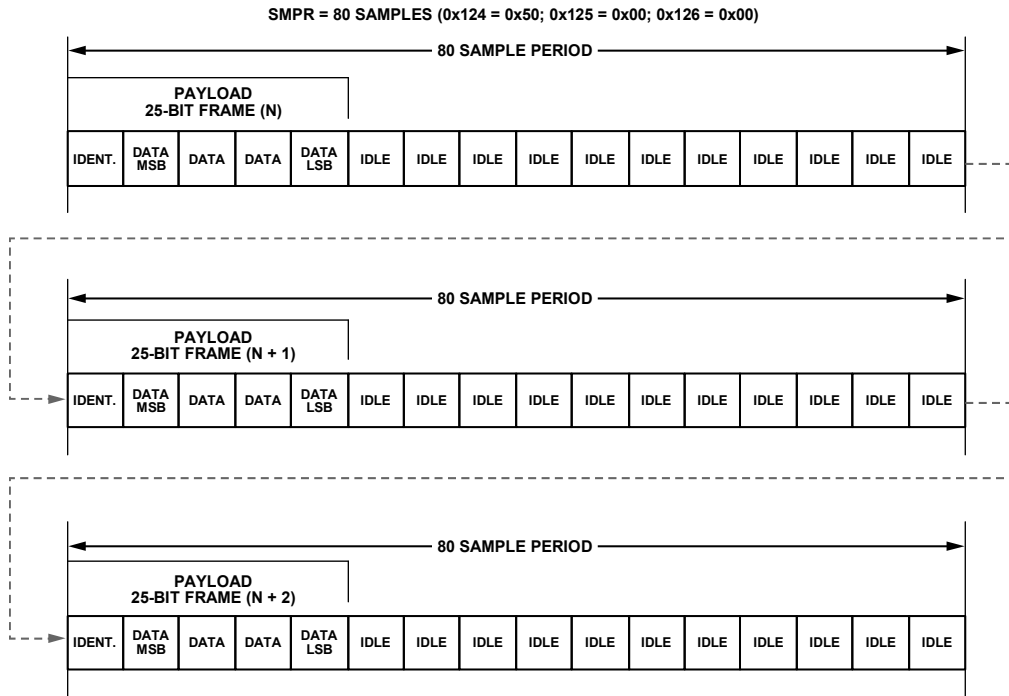 SMPR = 80 SAMPLES (0x124 = 0x50; 0x125 = 0x00; 0x126 = 0x00)
80 SAMPLE PERIOD
PAYLOAD
25-BIT FRAME (N)
IDENT. DATA MSB DATA DATA DATA LSB IDLE IDLE IDLE IDLE IDLE IDLE IDLE IDLE IDLE IDLE IDLE
80 SAMPLE PERIOD
PAYLOAD
25-BIT FRAME (N + 1)
IDENT. DATA MSB DATA DATA DATA LSB IDLE IDLE IDLE IDLE IDLE IDLE IDLE IDLE IDLE IDLE IDLE
80 SAMPLE PERIOD
PAYLOAD
25-BIT FRAME (N + 2)
IDENT. DATA MSB DATA DATA DATA LSB IDLE IDLE IDLE IDLE IDLE IDLE IDLE IDLE IDLE IDLE IDLE